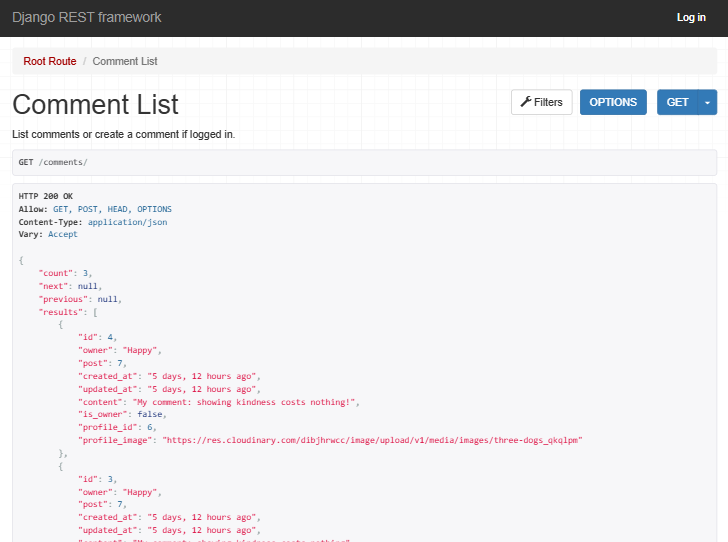 Django REST framework
Log in
Root Route / Comment List
Comment List
Filters
OPTIONS
GET
List comments or create a comment if logged in.
GET /comments/
HTTP 200 OK
Allow: GET, POST, HEAD, OPTIONS
Content-Type: application/json
Vary: Accept
{
"count": 3,
"next": null,
"previous": null,
"results": [
{
"id": 4,
"owner": "Happy",
"post": 7,
"created_at": "5 days, 12 hours ago",
"updated_at": "5 days, 12 hours ago",
"content": "My comment: showing kindness costs nothing!",
"is_owner": false,
"profile_id": 6,
"profile_image": "https://res.cloudinary.com/dibjhrwcc/image/upload/v1/media/images/three-dogs_qkqlpm"
},
{
"id": 3,
"owner": "Happy",
"post": 7,
"created_at": "5 days, 12 hours ago",
"updated_at": "5 days, 12 hours ago",